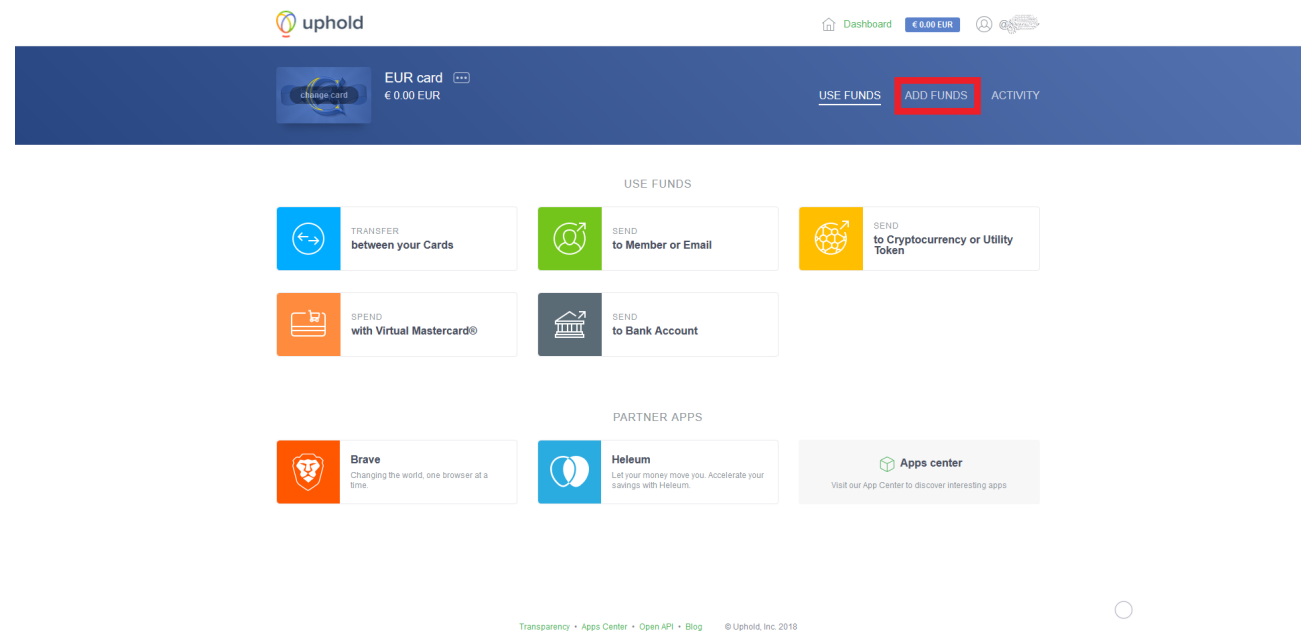 uphold
Dashboard € 0.00 EUR @
change card
EUR card
€ 0.00 EUR
USE FUNDS ADD FUNDS ACTIVITY
USE FUNDS
TRANSFER
between your Cards
SEND
to Member or Email
SEND
to Cryptocurrency or Utility
Token
SPEND
with Virtual Mastercard®
SEND
to Bank Account
PARTNER APPS
Brave
Changing the world, one browser at a
time.
Heleum
Let your money move you. Accelerate your
savings with Heleum.
Apps center
Visit our App Center to discover interesting apps
Transparency • Apps Center • Open API • Blog © Uphold, Inc. 2018